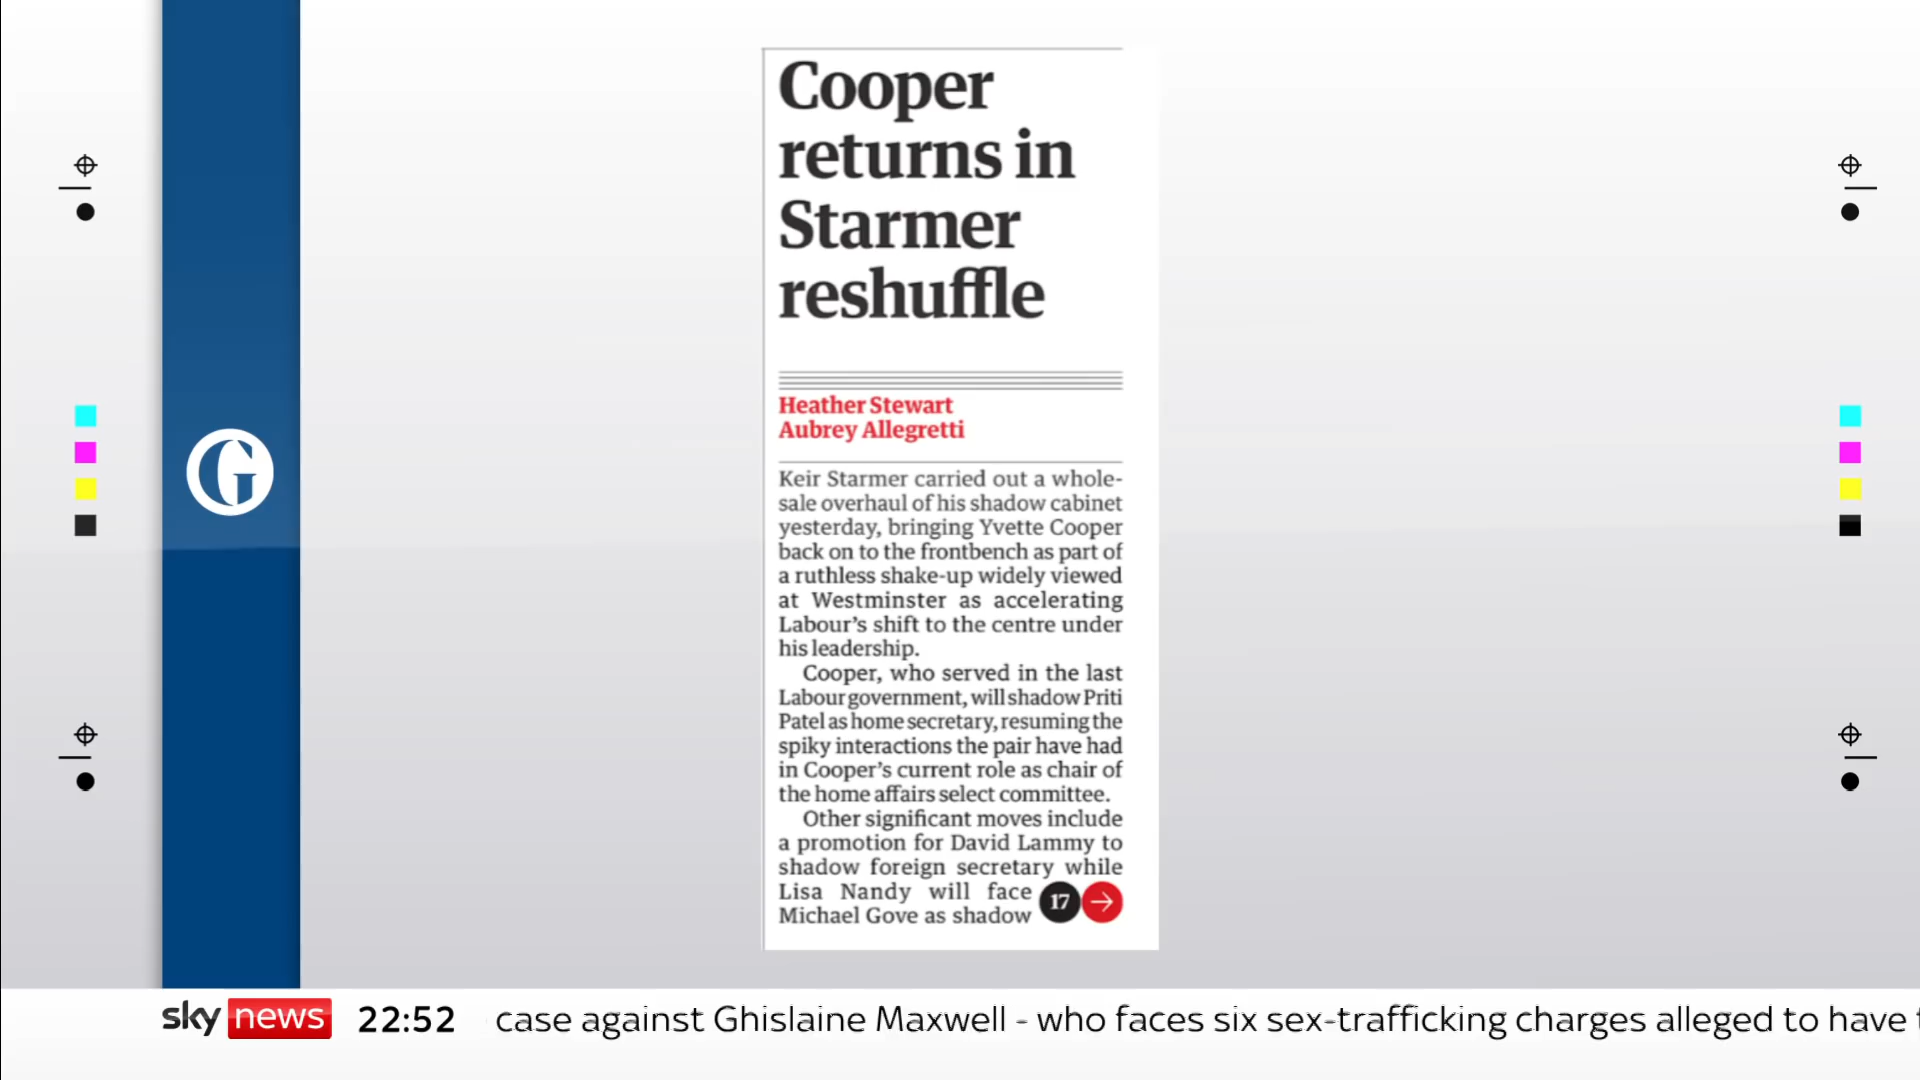 Cooper
returns in
Starmer
reshuffle
Heather Stewart
Aubrey Allegretti
Keir Starmer carried out a whole-
sale overhaul of his shadow cabinet
yesterday, bringing Yvette Cooper
back on to the frontbench as part of
a ruthless shake-up widely viewed
at Westminster as accelerating
Labour's shift to the centre under
his leadership.
Cooper, who served in the last
Labour government, will shadow Priti
Patel as home secretary, resuming the
spiky interactions the pair have had
in Cooper's current role as chair of
the home affairs select committee.
Other significant moves include
a promotion for David Lammy to
shadow foreign secretary while
Lisa Nandy will face
Michael Gove as shadow
17
G
sky news 22:52 case against Ghislaine Maxwell - who faces six sex-trafficking charges alleged to have